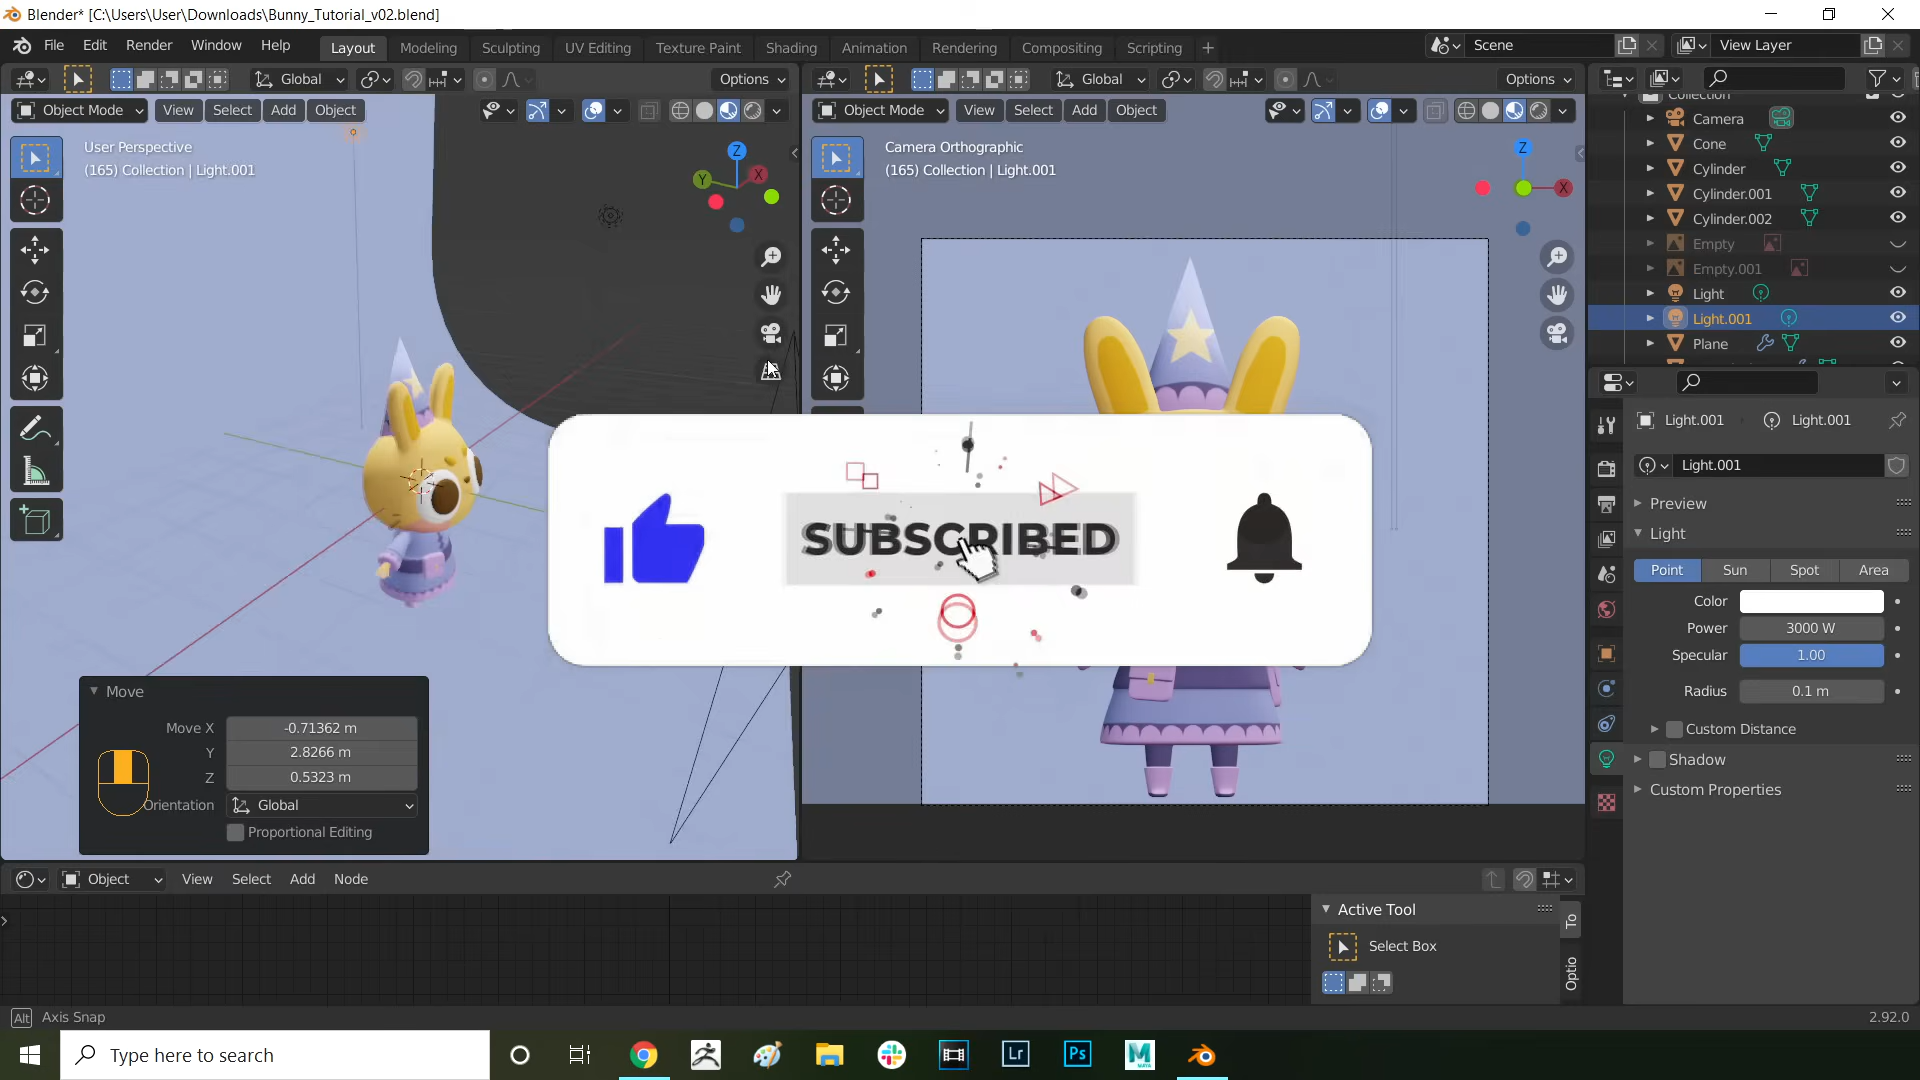 Blender* [C:\Users\User\Downloads\Bunny_Tutorial_v02.blend]
File Edit Render Window Help
Layout Modeling Sculpting UV Editing Texture Paint Shading Animation Rendering Compositing Scripting
Scene
View Layer
Global
Options
Global
Options
Object Mode View Select Add Object
Object Mode View Select Add Object
User Perspective
(165) Collection | Light.001
Camera Orthographic
(165) Collection | Light.001
Z
Y
X
Z
X
Collection
Camera
Cone
Cylinder
Cylinder.001
Cylinder.002
Empty
Empty.001
Light
Light.001
Plane
SUBSCRIBED
Light.001 Light.001
Light.001
Preview
Light
Point Sun Spot Area
Color
Power 3000 W
Specular 1.00
Radius 0.1 m
Custom Distance
Shadow
Custom Properties
Move
Move X -0.71362 m
Y 2.8266 m
Z 0.5323 m
Orientation Global
Proportional Editing
Object View Select Add Node
Active Tool
Select Box
To
Optio
Alt Axis Snap
2.92.0
Type here to search
Lr
Ps
M